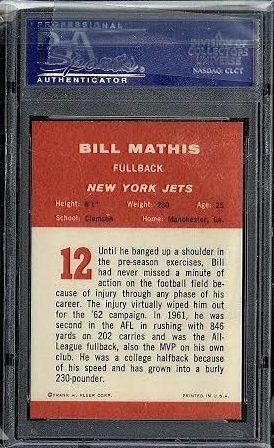 PROFESSIONAL
PSA
Sports
AUTHENTICATOR
COLLECTORS
UNIVERSE
NASDAQ: CLCT
BILL MATHIS
FULLBACK
NEW YORK JETS
Height: 6'1" Weight: 230 Age: 25
School: Clemson Home: Manchester, Ga.
12
Until he banged up a shoulder in
the pre-season exercises, Bill
had never missed a minute of
action on the football field be-
cause of injury through any phase of his
career. The injury virtually wiped him out
for the '62 campaign. In 1961, he was
second in the AFL in rushing with 846
yards on 202 carries and was the All-
League fullback, also the MVP on his own
club. He was a college halfback because
of his speed and has grown into a burly
230-pounder.
©FRANK H. FLEER CORP. PRINTED IN U.S.A.